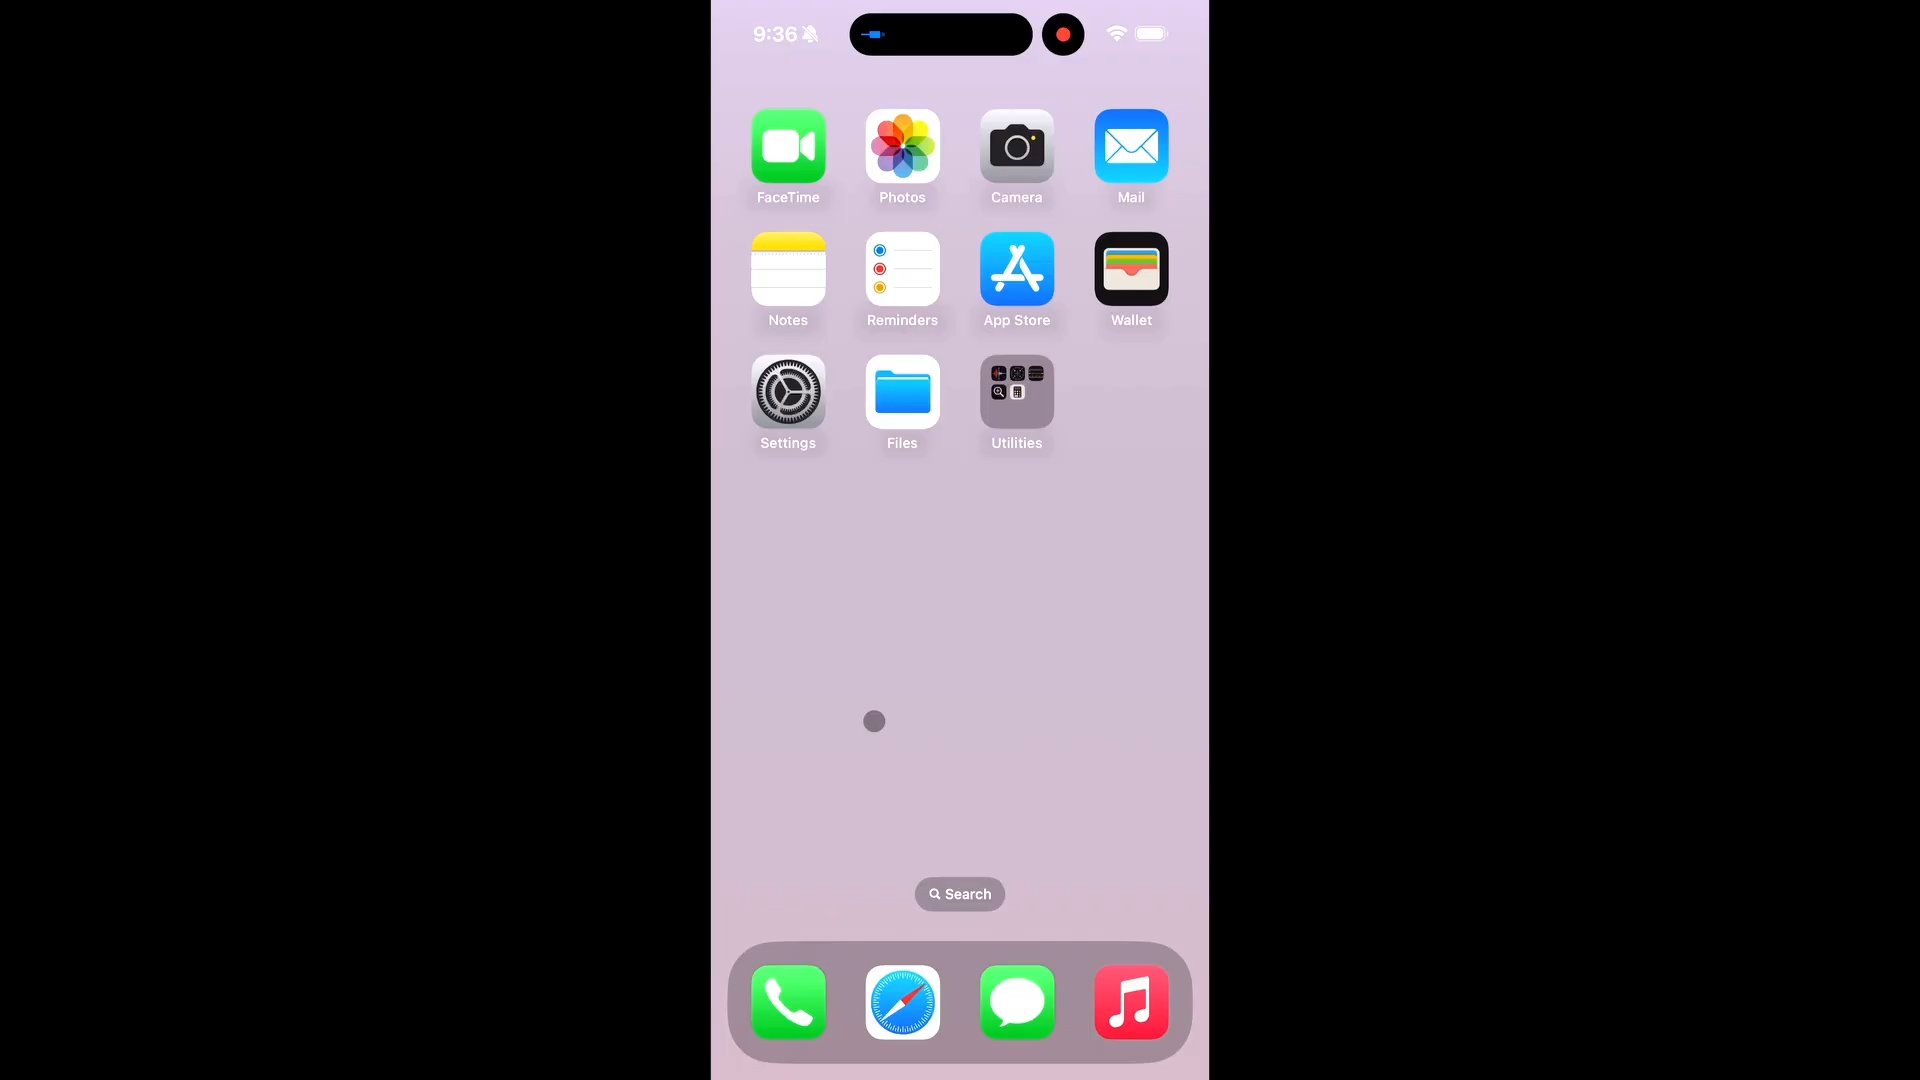 9:36
FaceTime Photos Camera Mail
Notes Reminders App Store Wallet
Settings Files Utilities
Search